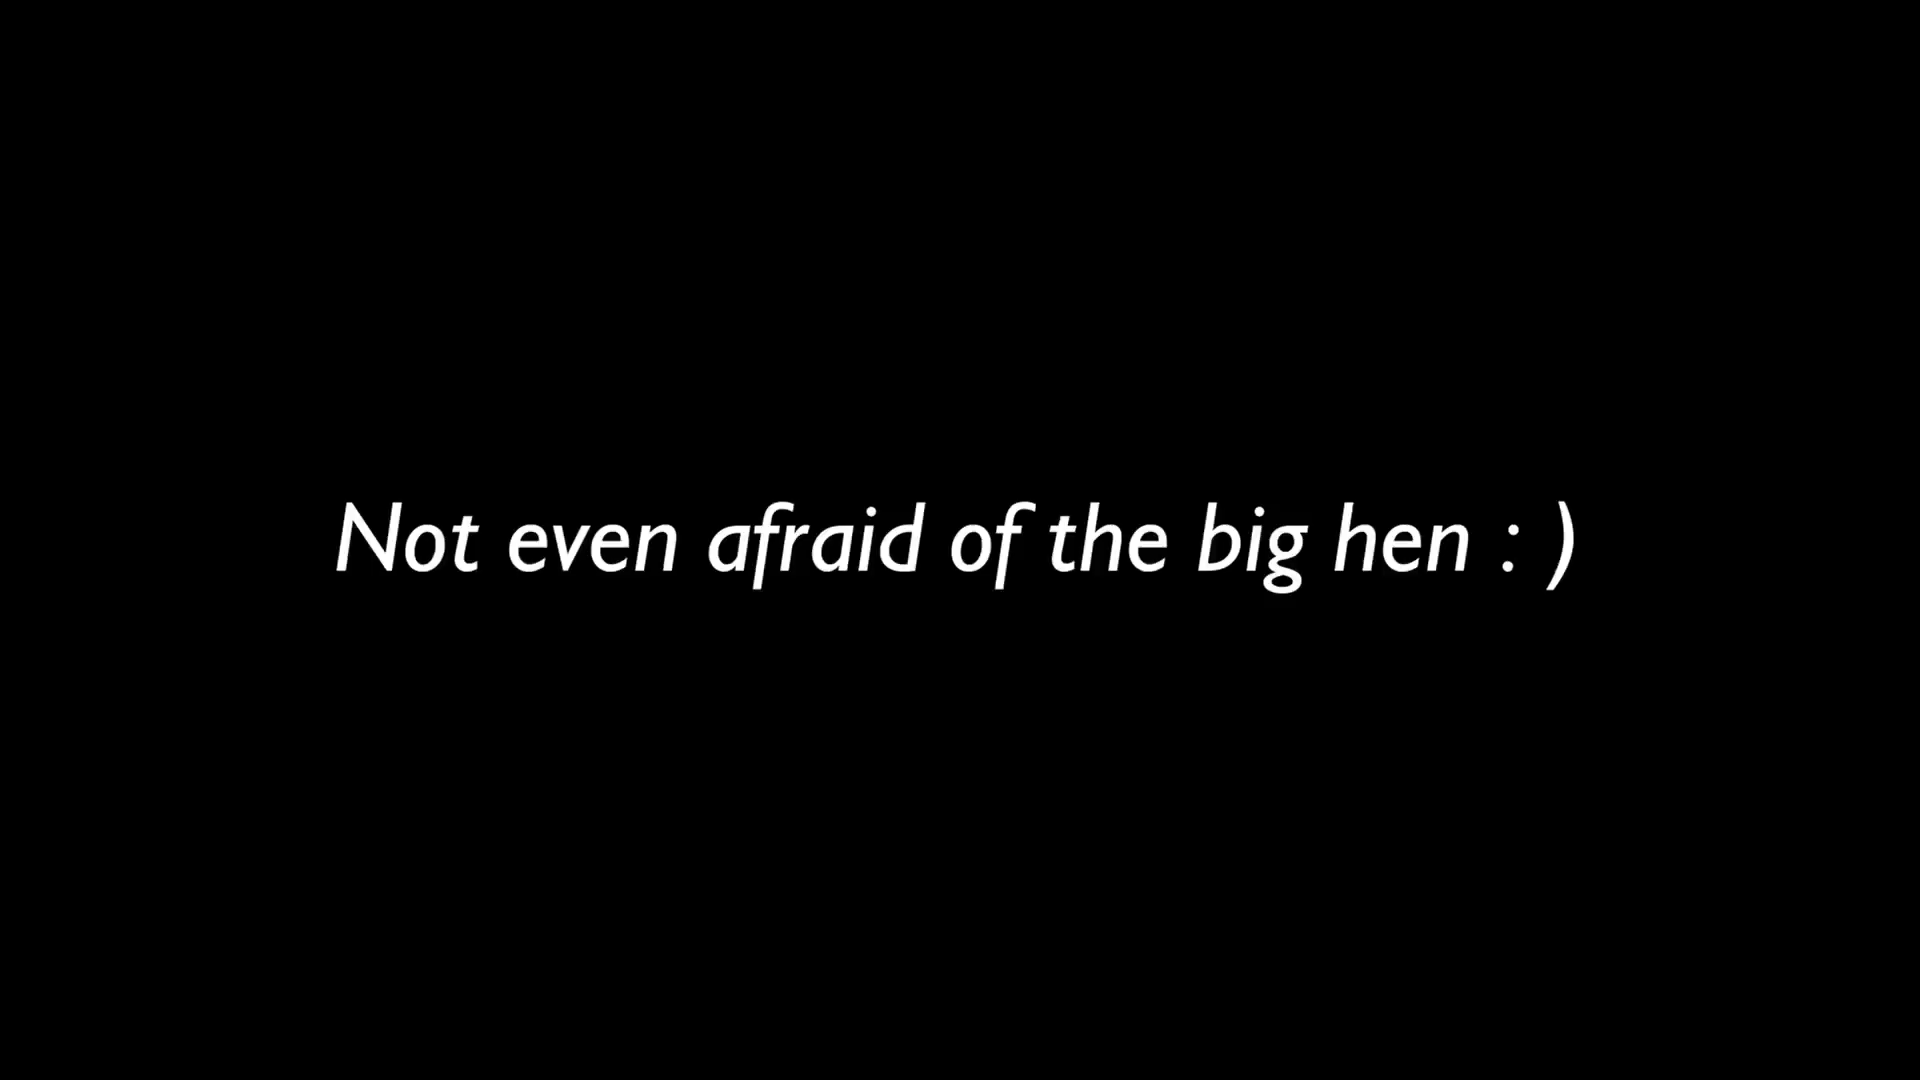 Not even afraid of the big hen : )